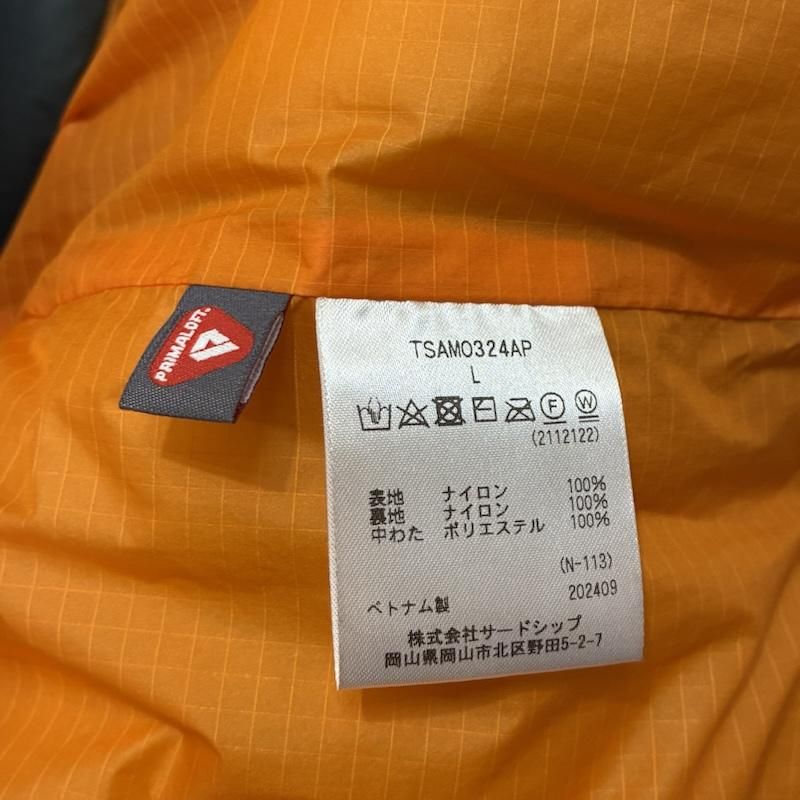 PRIMALOFT®
TSAM0324AP
L
F W
(2112122)
表地 ナイロン 100%
裏地 ナイロン 100%
中わた ポリエステル 100%
(N-113)
202409
ベトナム製
株式会社サードシップ
岡山県岡山市北区野田5-2-7